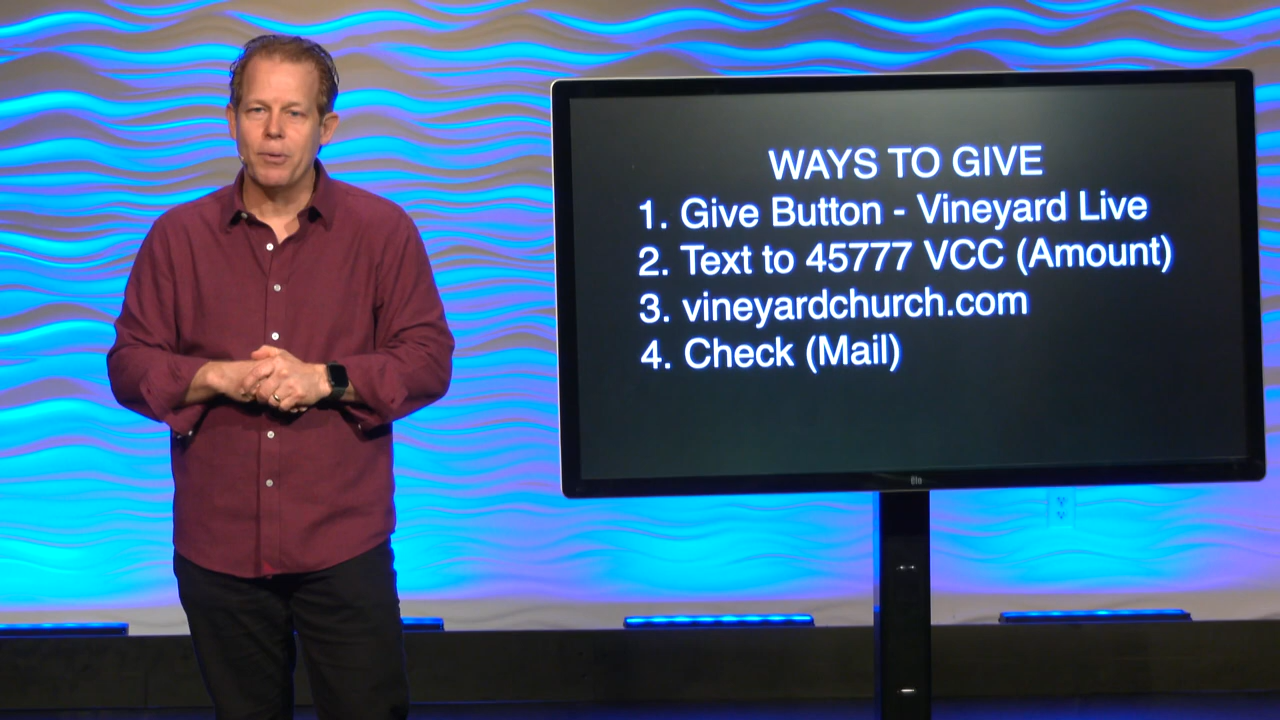 WAYS TO GIVE
1. Give Button - Vineyard Live
2. Text to 45777 VCC (Amount)
3. vineyardchurch.com
4. Check (Mail)
elo